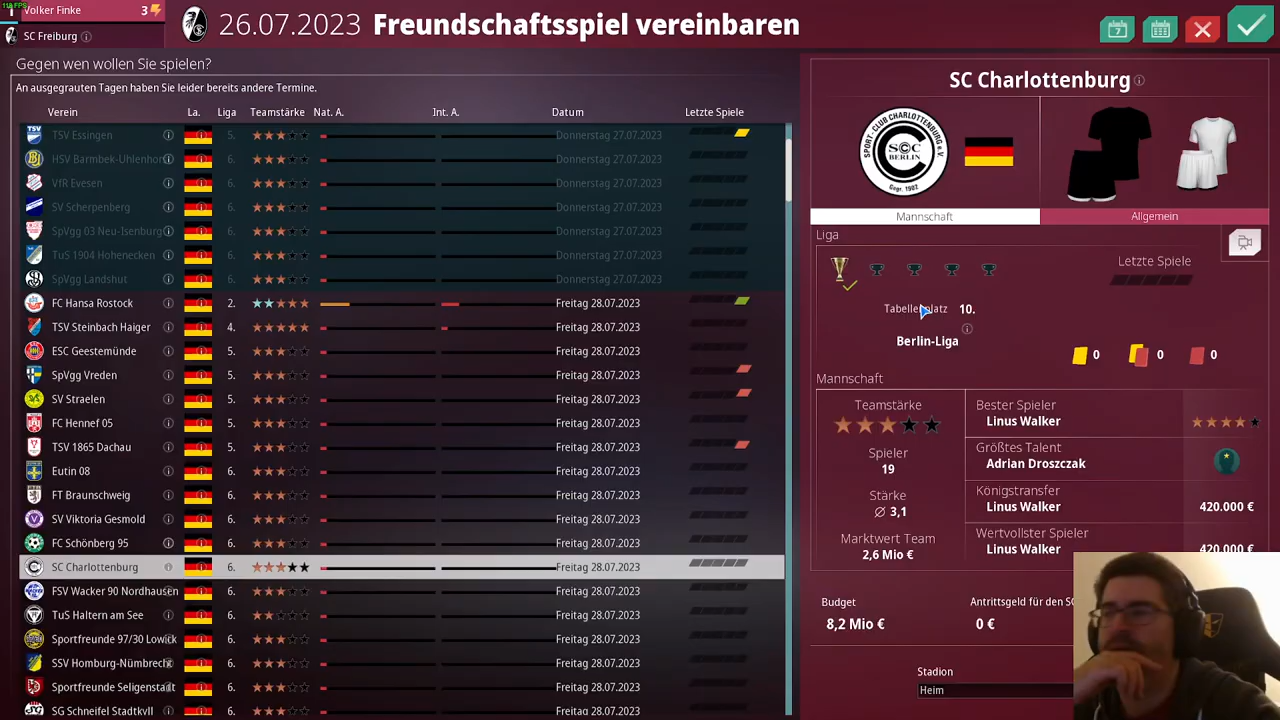 118 FPS
Volker Finke 3
SC Freiburg
26.07.2023 Freundschaftsspiel vereinbaren
7
Gegen wen wollen Sie spielen?
An ausgegrauten Tagen haben Sie leider bereits andere Termine.
Verein La. Liga Teamstärke Nat. A. Int. A. Datum Letzte Spiele
TSV Essingen 5. Donnerstag 27.07.2023
HSV Barmbek-Uhlenhors 6. Donnerstag 27.07.2023
VfR Evesen 6. Donnerstag 27.07.2023
SV Scherpenberg 6. Donnerstag 27.07.2023
SpVgg 03 Neu-Isenburg 6. Donnerstag 27.07.2023
TuS 1904 Hohenecken 6. Donnerstag 27.07.2023
SpVgg Landshut 6. Donnerstag 27.07.2023
FC Hansa Rostock 2. Freitag 28.07.2023
TSV Steinbach Haiger 4. Freitag 28.07.2023
ESC Geestemünde 5. Freitag 28.07.2023
SpVgg Vreden 5. Freitag 28.07.2023
SV Straelen 5. Freitag 28.07.2023
FC Hennef 05 5. Freitag 28.07.2023
TSV 1865 Dachau 5. Freitag 28.07.2023
Eutin 08 6. Freitag 28.07.2023
FT Braunschweig 6. Freitag 28.07.2023
SV Viktoria Gesmold 6. Freitag 28.07.2023
FC Schönberg 95 6. Freitag 28.07.2023
SC Charlottenburg 6. Freitag 28.07.2023
FSV Wacker 90 Nordhausen 6. Freitag 28.07.2023
TuS Haltern am See 6. Freitag 28.07.2023
Sportfreunde 97/30 Lowick 6. Freitag 28.07.2023
SSV Homburg-Nümbrecht 6. Freitag 28.07.2023
Sportfreunde Seligenstadt 6. Freitag 28.07.2023
SG Schneifel Stadtkyll 6. Freitag 28.07.2023
SC Charlottenburg
SPORT-CLUB CHARLOTTENBURG e.V.
SCC
BERLIN
Gegr. 1902
Mannschaft Allgemein
Liga
Letzte Spiele
Tabellenplatz 10.
Berlin-Liga
0 0 0
Mannschaft
Teamstärke
Spieler
19
Stärke
Ø 3,1
Marktwert Team
2,6 Mio €
Bester Spieler
Linus Walker
Größtes Talent
Adrian Droszczak
Königstransfer
Linus Walker 420.000 €
Wertvollster Spieler
Linus Walker 420.000 €
Budget
8,2 Mio €
Antrittsgeld für den SC
0 €
Stadion
Heim